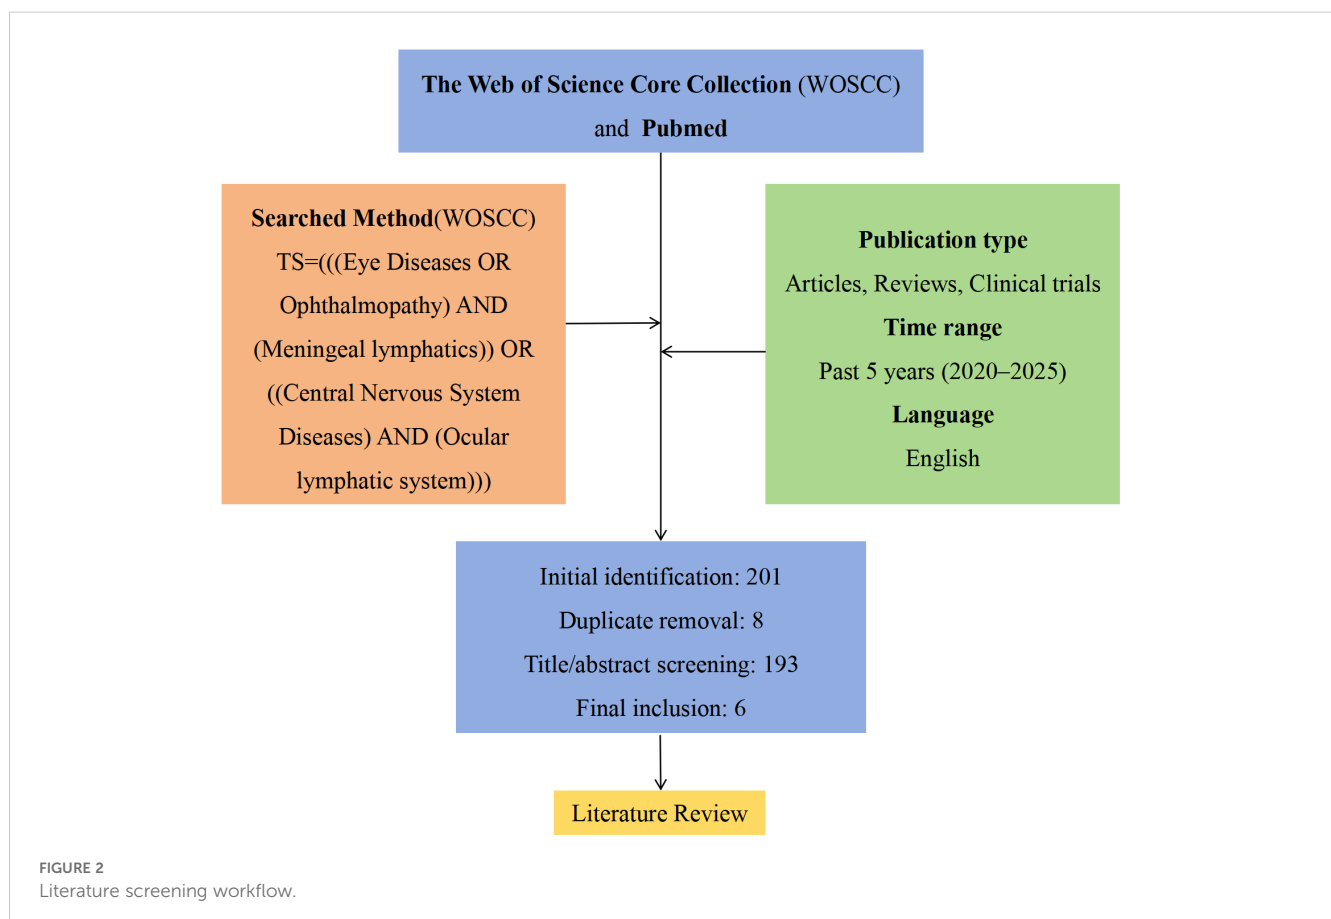 The Web of Science Core Collection (WOSCC)
and Pubmed
Searched Method(WOSCC)
TS=(((Eye Diseases OR
Ophthalmopathy) AND
(Meningeal lymphatics)) OR
((Central Nervous System
Diseases) AND (Ocular
lymphatic system)))
Publication type
Articles, Reviews, Clinical trials
Time range
Past 5 years (2020–2025)
Language
English
Initial identification: 201
Duplicate removal: 8
Title/abstract screening: 193
Final inclusion: 6
Literature Review
FIGURE 2
Literature screening workflow.